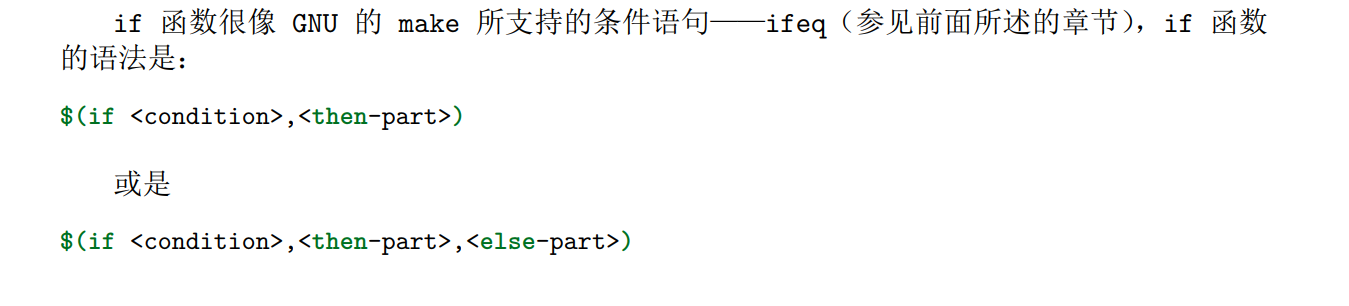 if 函数很像 GNU 的 make 所支持的条件语句——ifeq（参见前面所述的章节），if 函数
的语法是：
$(if <condition>,<then-part>)
或是
$(if <condition>,<then-part>,<else-part>)